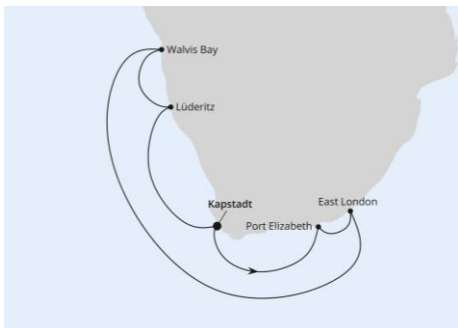 Walvis Bay
Lüderitz
Kapstadt
East London
Port Elizabeth